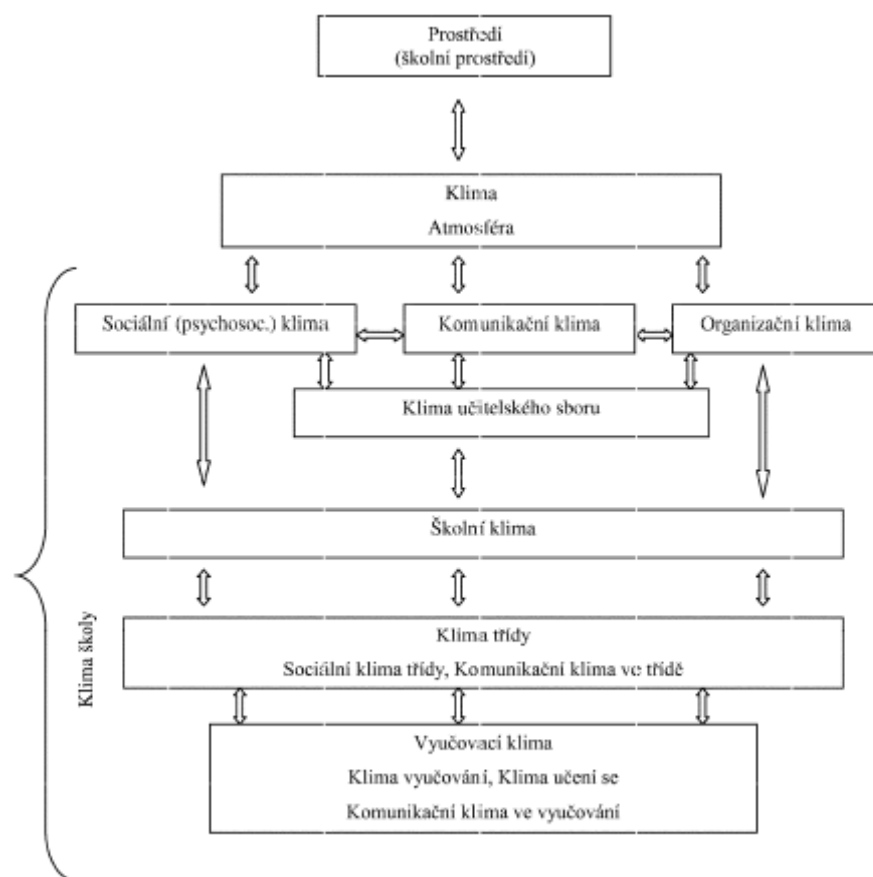 Prostředí
(školní prostředí)
Klima
Atmosféra
Sociální (psychosoc.) klima
Komunikační klima
Organizační klima
Klima učitelského sboru
Školní klima
Klima školy
Klima třídy
Sociální klima třídy, Komunikační klima ve třídě
Vyučovací klima
Klima vyučování, Klima učení se
Komunikační klima ve vyučování